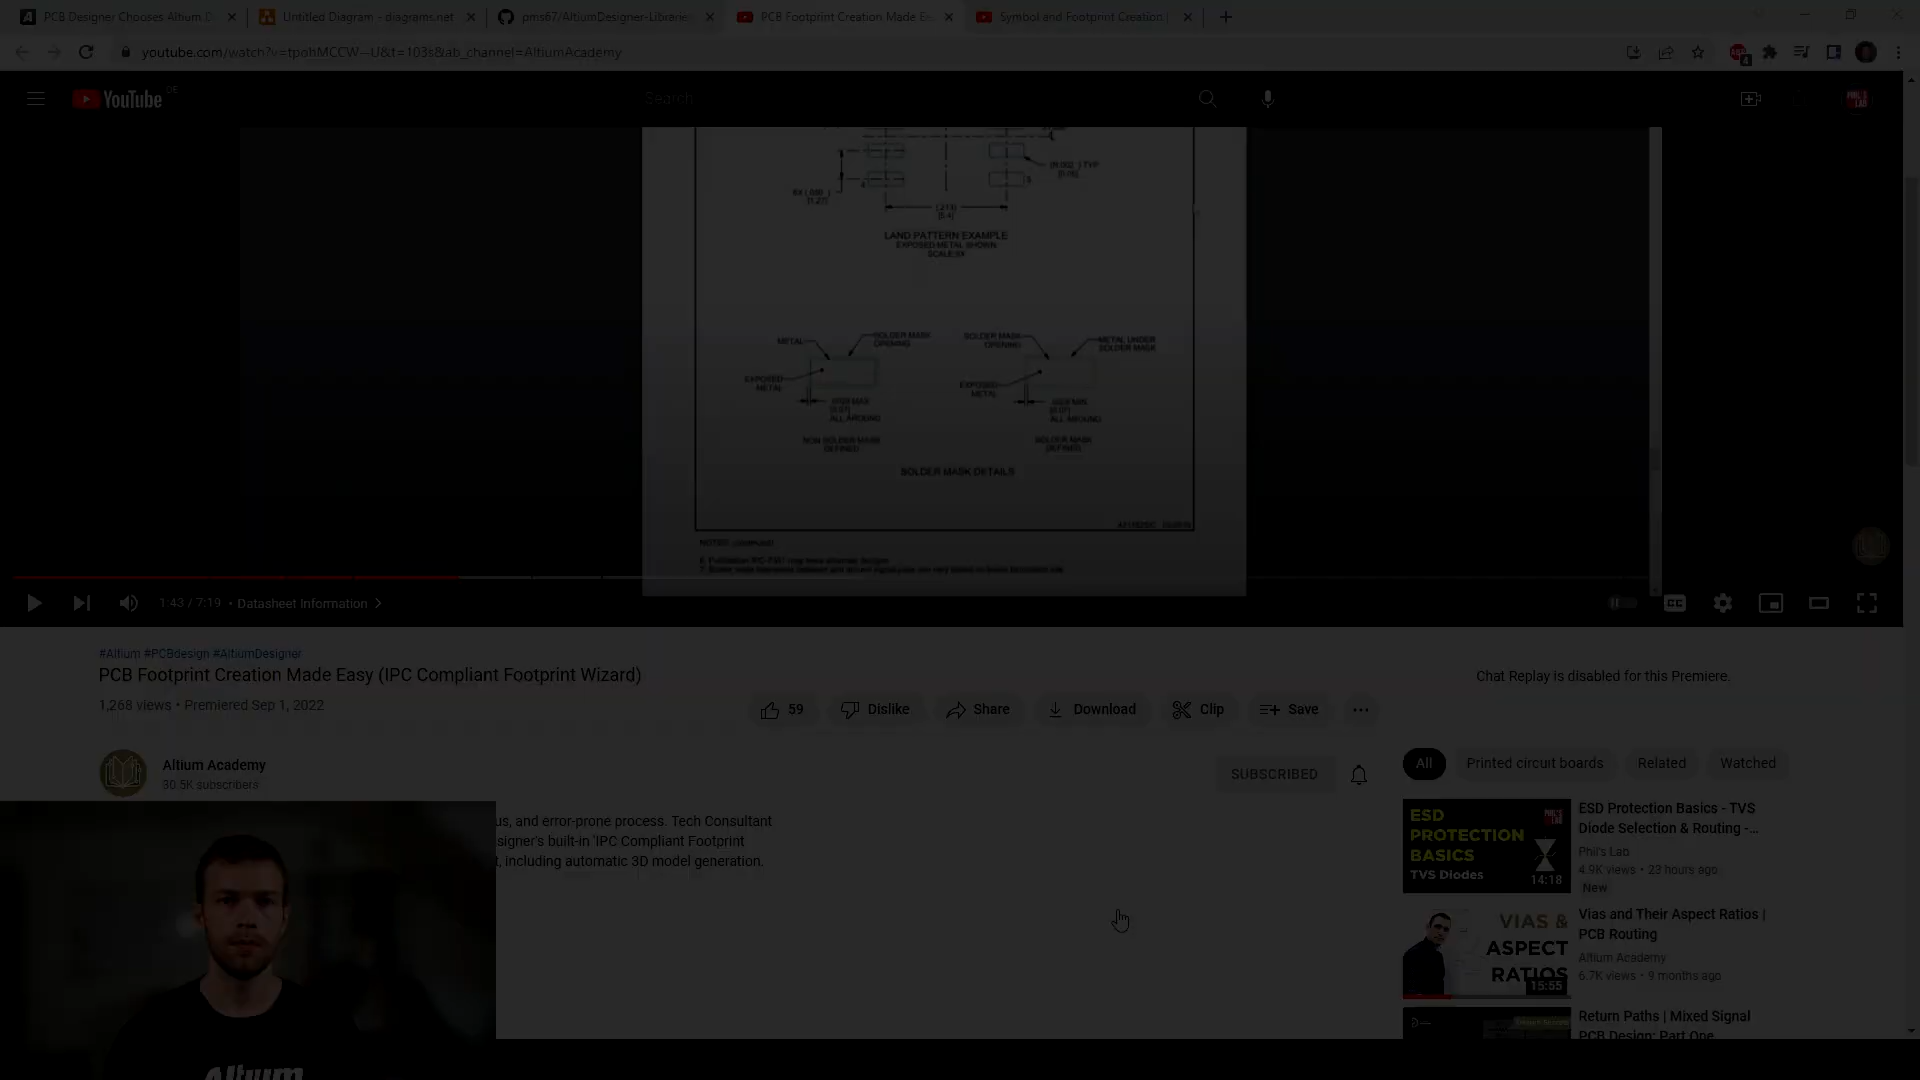 PCB Designer Chooses Altium D
Untitled Diagram - diagrams.net
pms67/AltiumDesigner-Libraries
PCB Footprint Creation Made Ea
Symbol and Footprint Creation |
youtube.com/watch?v=tpohMCCW--U&t=103s&ab_channel=AltiumAcademy
YouTube DE
Search
PHIL'S LAB
LAND PATTERN EXAMPLE
EXPOSED METAL SHOWN
SCALE:6X
METAL
SOLDER MASK
OPENING
SOLDER MASK
OPENING
METAL UNDER
SOLDER MASK
EXPOSED
METAL
EXPOSED
METAL
ALL AROUND
ALL AROUND
NON SOLDER MASK
DEFINED
SOLDER MASK
DEFINED
SOLDER MASK DETAILS
NOTES: (continued)
1:43 / 7:19 • Datasheet Information
CC
#Altium #PCBdesign #AltiumDesigner
PCB Footprint Creation Made Easy (IPC Compliant Footprint Wizard)
1,268 views • Premiered Sep 1, 2022
59
Dislike
Share
Download
Clip
Save
Chat Replay is disabled for this Premiere.
Altium Academy
30.5K subscribers
SUBSCRIBED
us, and error-prone process. Tech Consultant
signer's built-in 'IPC Compliant Footprint
t, including automatic 3D model generation.
All
Printed circuit boards
Related
Watched
ESD
PROTECTION
BASICS
TVS Diodes
14:18
ESD Protection Basics - TVS
Diode Selection & Routing -...
Phil's Lab
4.9K views • 23 hours ago
New
VIAS &
ASPECT
RATIOS
15:55
Vias and Their Aspect Ratios |
PCB Routing
Altium Academy
6.7K views • 9 months ago
Return Paths | Mixed Signal
PCB Design: Part One
Altium